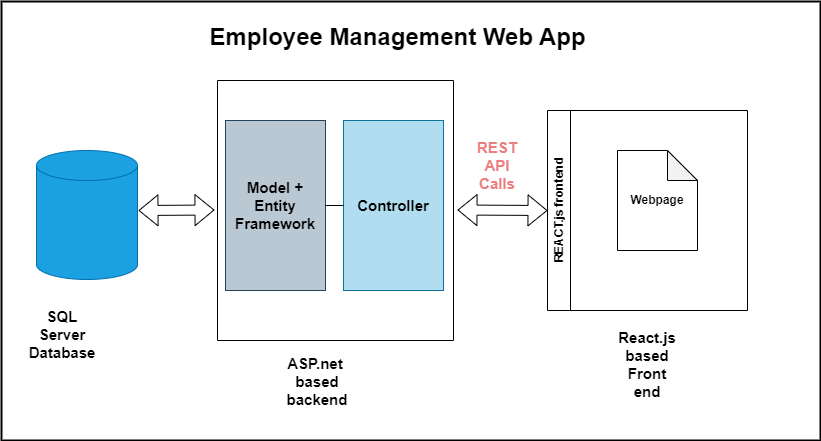 Employee Management Web App
SQL
Server
Database
Model +
Entity
Framework
Controller
ASP.net
based
backend
REST
API
Calls
REACT.js frontend
Webpage
React.js
based
Front
end